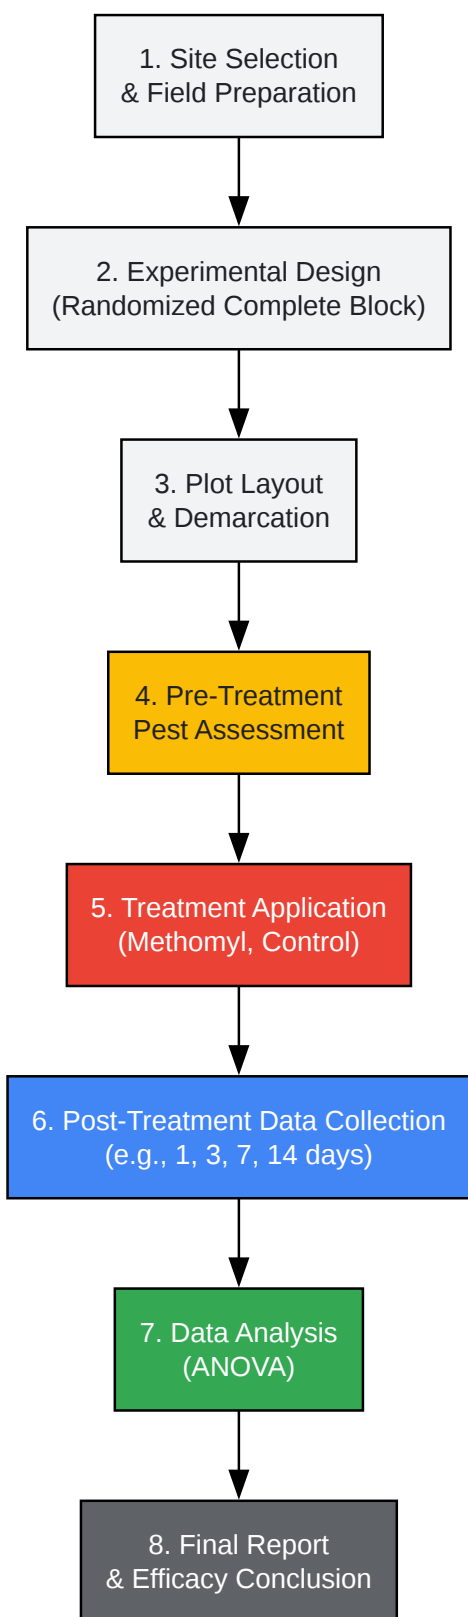 1. Site Selection
& Field Preparation
2. Experimental Design
(Randomized Complete Block)
3. Plot Layout
& Demarcation
4. Pre-Treatment
Pest Assessment
5. Treatment Application
(Methomyl, Control)
6. Post-Treatment Data Collection
(e.g., 1, 3, 7, 14 days)
7. Data Analysis
(ANOVA)
8. Final Report
& Efficacy Conclusion